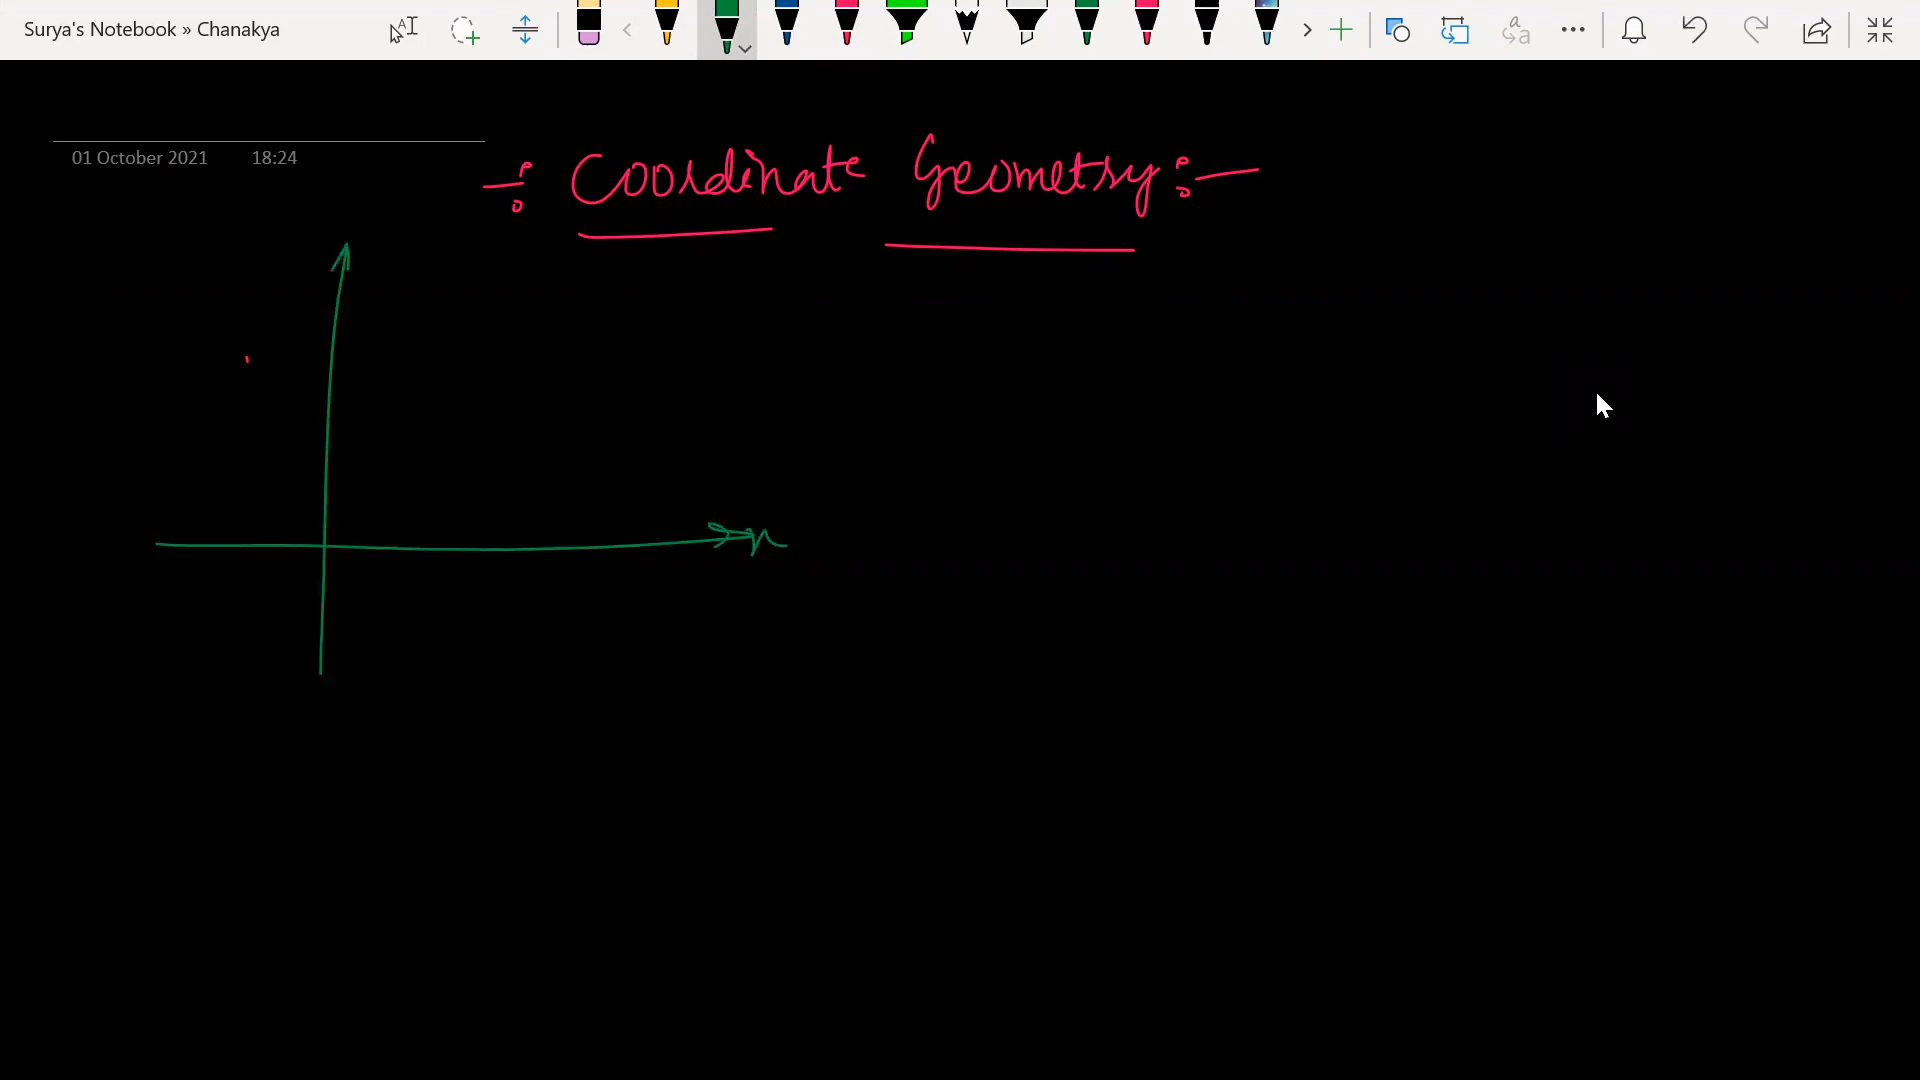 Surya's Notebook » Chanakya
01 October 2021 18:24
-: Coordinate Geometry :-
x